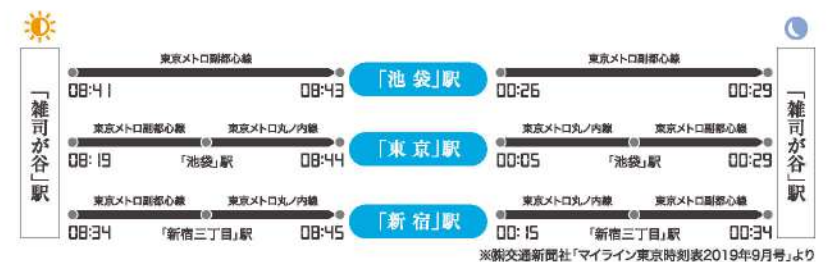 「雑司が谷」駅
東京メトロ副都心線
08:41
08:43
「池袋」駅
東京メトロ副都心線
00:26
00:29
東京メトロ副都心線
東京メトロ丸ノ内線
08:19
「池袋」駅
08:44
「東京」駅
東京メトロ丸ノ内線
東京メトロ副都心線
00:05
「池袋」駅
00:29
東京メトロ副都心線
東京メトロ丸ノ内線
08:34
「新宿三丁目」駅
08:45
「新宿」駅
東京メトロ丸ノ内線
東京メトロ副都心線
00:15
「新宿三丁目」駅
00:34
「雑司が谷」駅
※㈱交通新聞社「マイライン東京時刻表2019年9月号」より